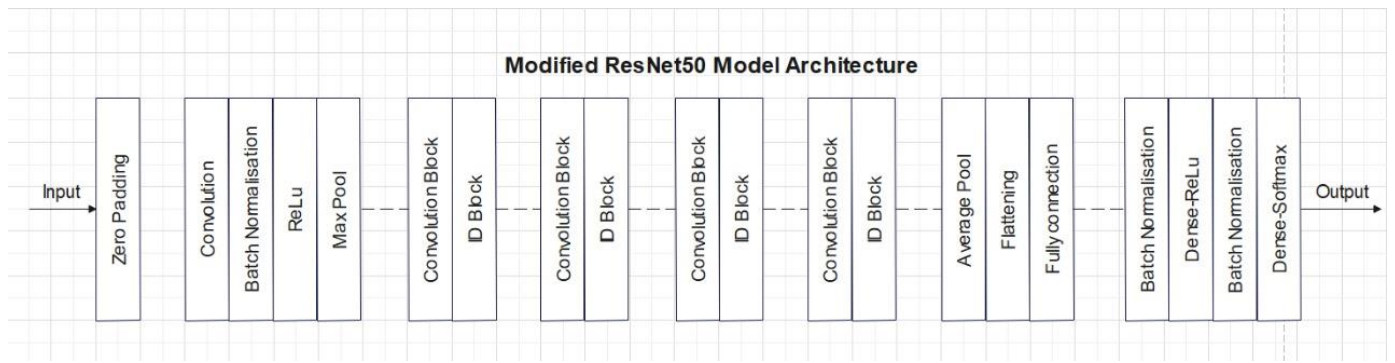 Modified ResNet50 Model Architecture
Input
Zero Padding
Convolution
Batch Normalisation
ReLu
Max Pool
Convolution Block
ID Block
Convolution Block
ID Block
Convolution Block
ID Block
Convolution Block
ID Block
Average Pool
Flattening
Fully connection
Batch Normalisation
Dense-ReLu
Batch Normalisation
Dense-Softmax
Output